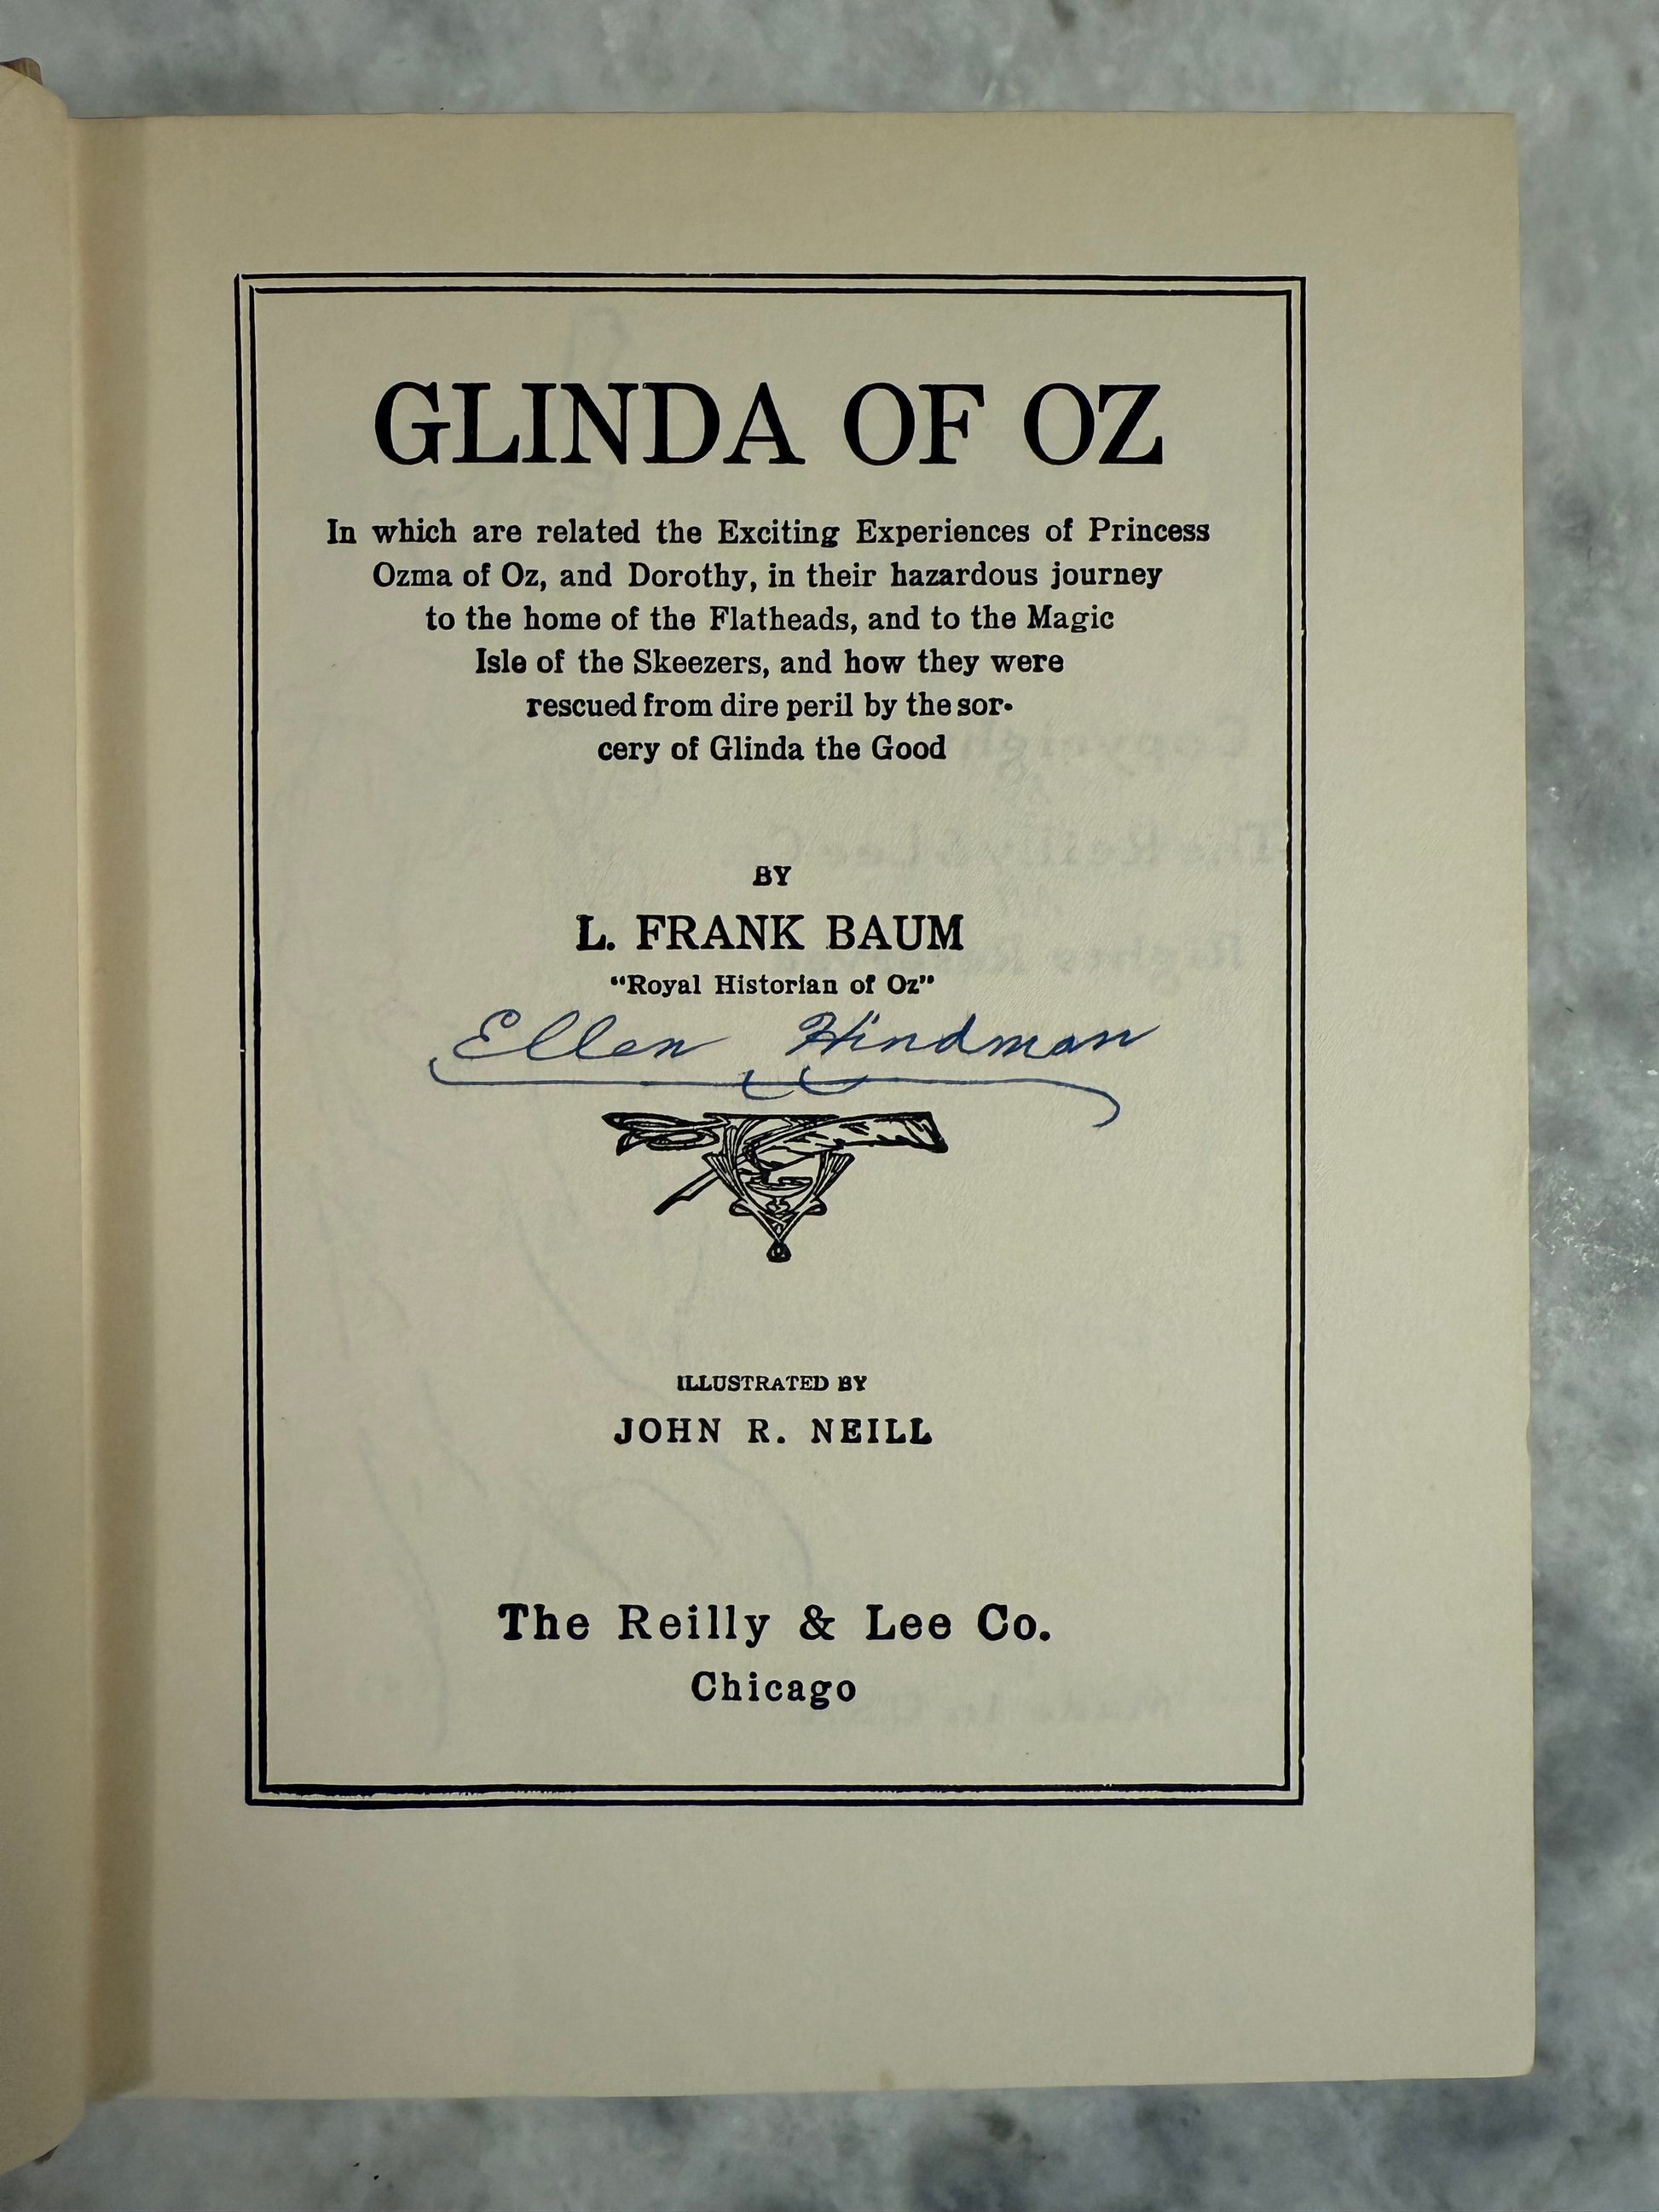 GLINDA OF OZ
In which are related the Exciting Experiences of Princess
Ozma of Oz, and Dorothy, in their hazardous journey
to the home of the Flatheads, and to the Magic
Isle of the Skeezers, and how they were
rescued from dire peril by the sor-
cery of Glinda the Good
BY
L. FRANK BAUM
"Royal Historian of Oz"
Ellen Hindman
ILLUSTRATED BY
JOHN R. NEILL
The Reilly & Lee Co.
Chicago